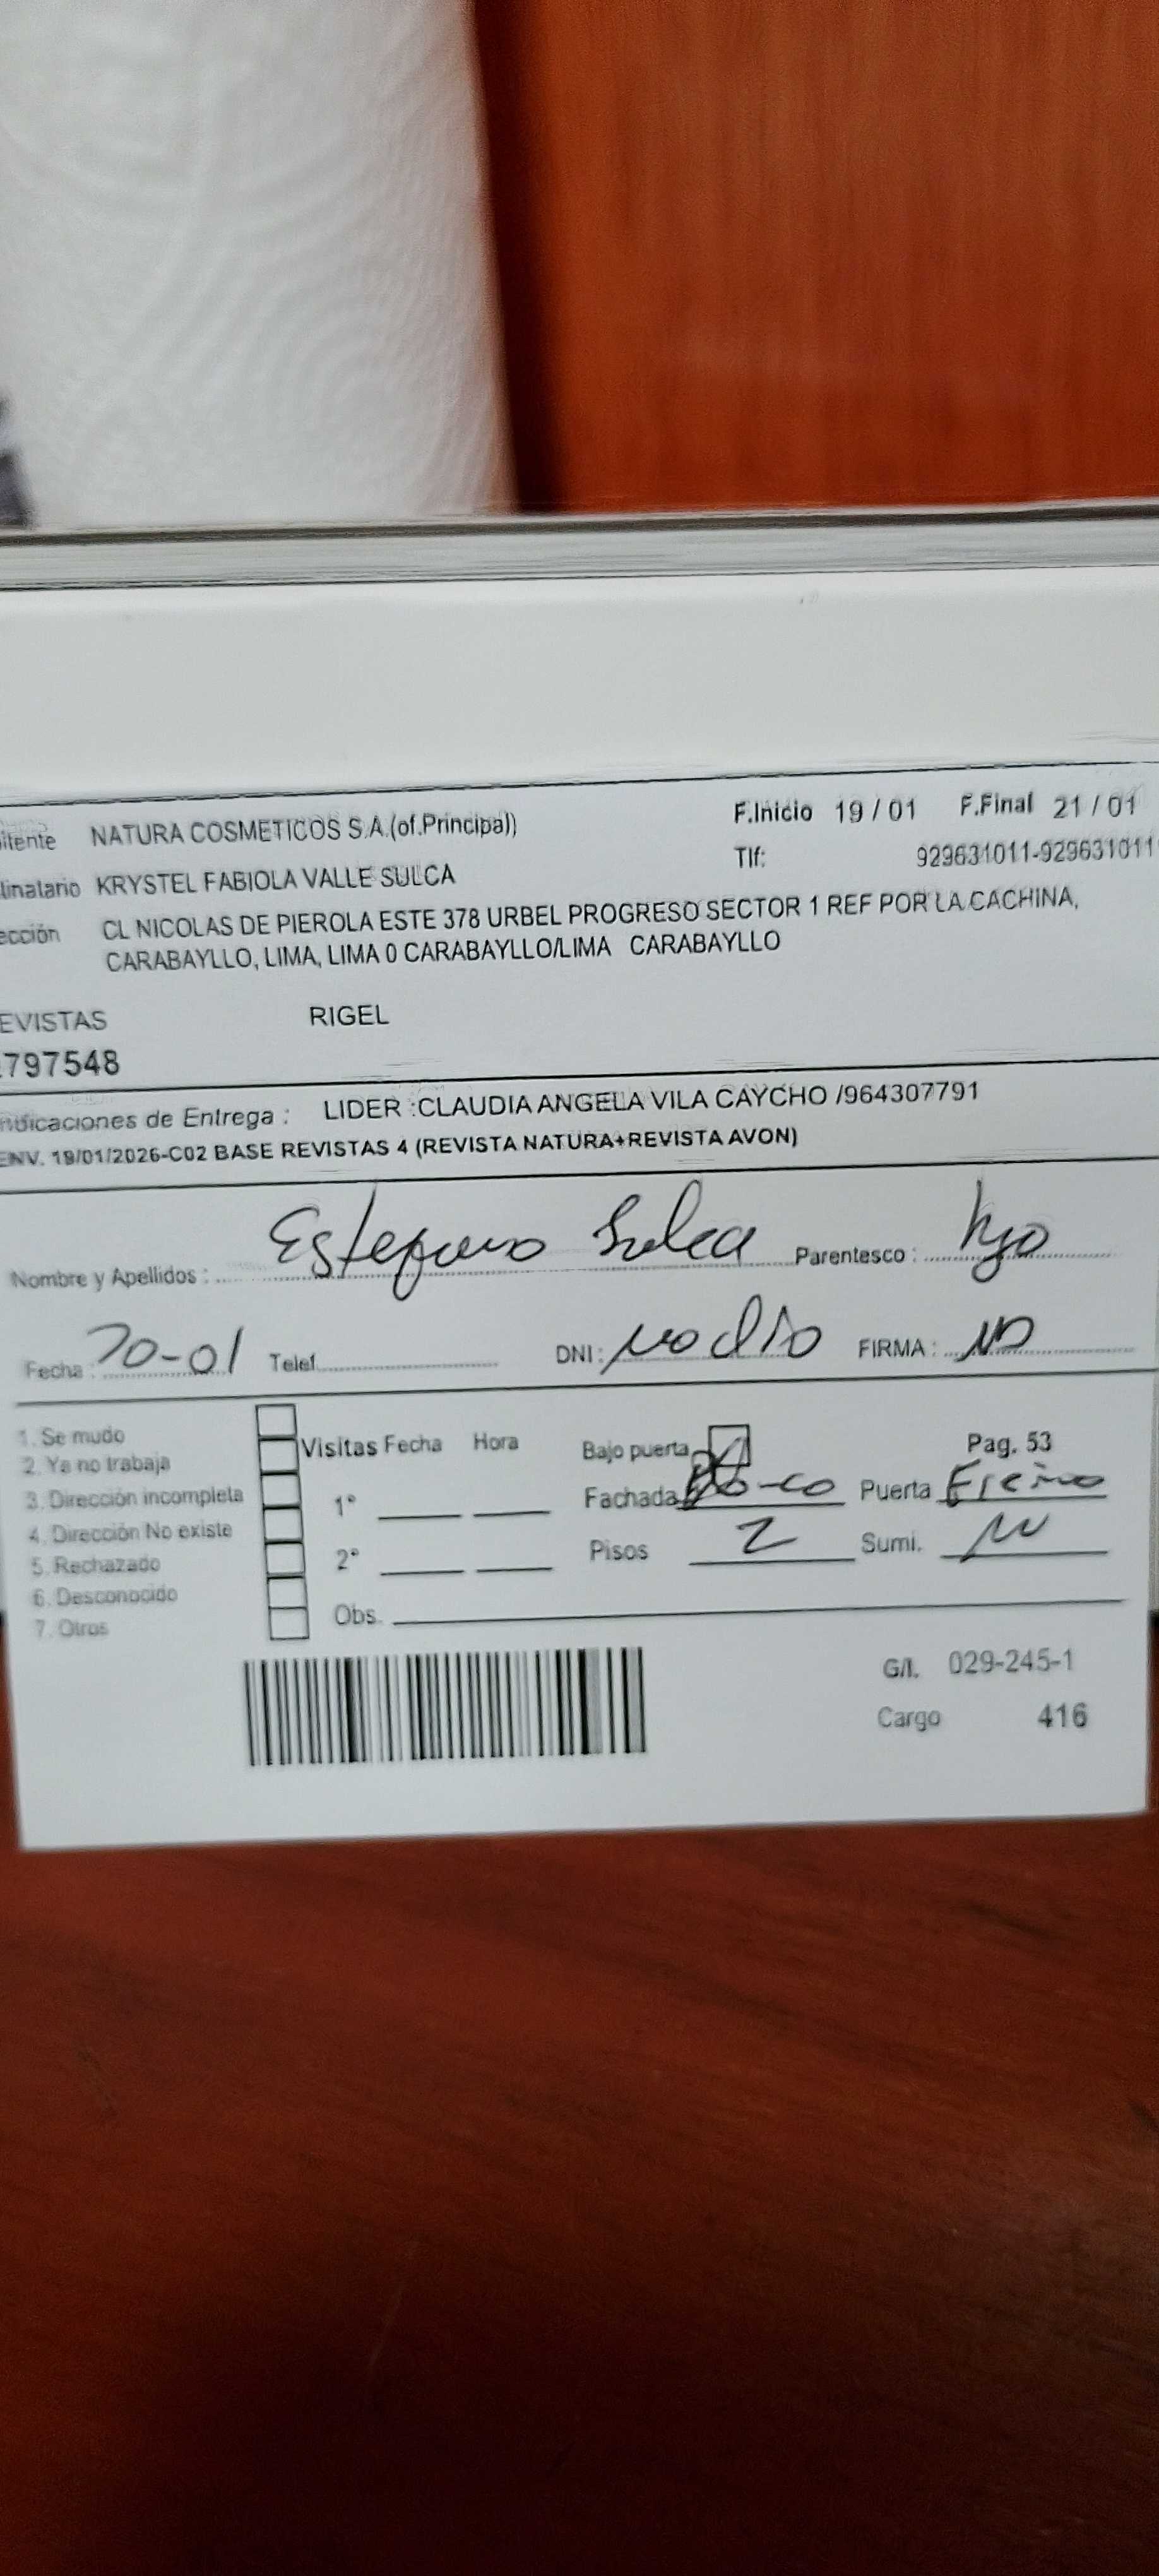 itente NATURA COSMETICOS S.A.(of.Principal) F.Inicio 19 / 01 F.Final 21 / 01
Tlf: 929631011-929631011
linatario KRYSTEL FABIOLA VALLE SULCA
ección CL NICOLAS DE PIEROLA ESTE 378 URBEL PROGRESO SECTOR 1 REF POR LA CACHINA,
CARABAYLLO, LIMA, LIMA 0 CARABAYLLO/LIMA CARABAYLLO
EVISTAS RIGEL
797548
ndicaciones de Entrega : LIDER :CLAUDIA ANGELA VILA CAYCHO /964307791
ENV. 19/01/2026-C02 BASE REVISTAS 4 (REVISTA NATURA+REVISTA AVON)
Nombre y Apellidos : Estefano Sulca Parentesco : hijo
Fecha : 20-01 Telef. DNI : no dio FIRMA : NO
1. Se mudo
2. Ya no trabaja
3. Dirección incompleta
4. Dirección No existe
5. Rechazado
6. Desconocido
7. Otros
Visitas Fecha Hora
1°
2°
Obs.
Bajo puerta Pag. 53
Fachada Puerta Fierro
Pisos 2 Sumi.
G/I. 029-245-1
Cargo 416